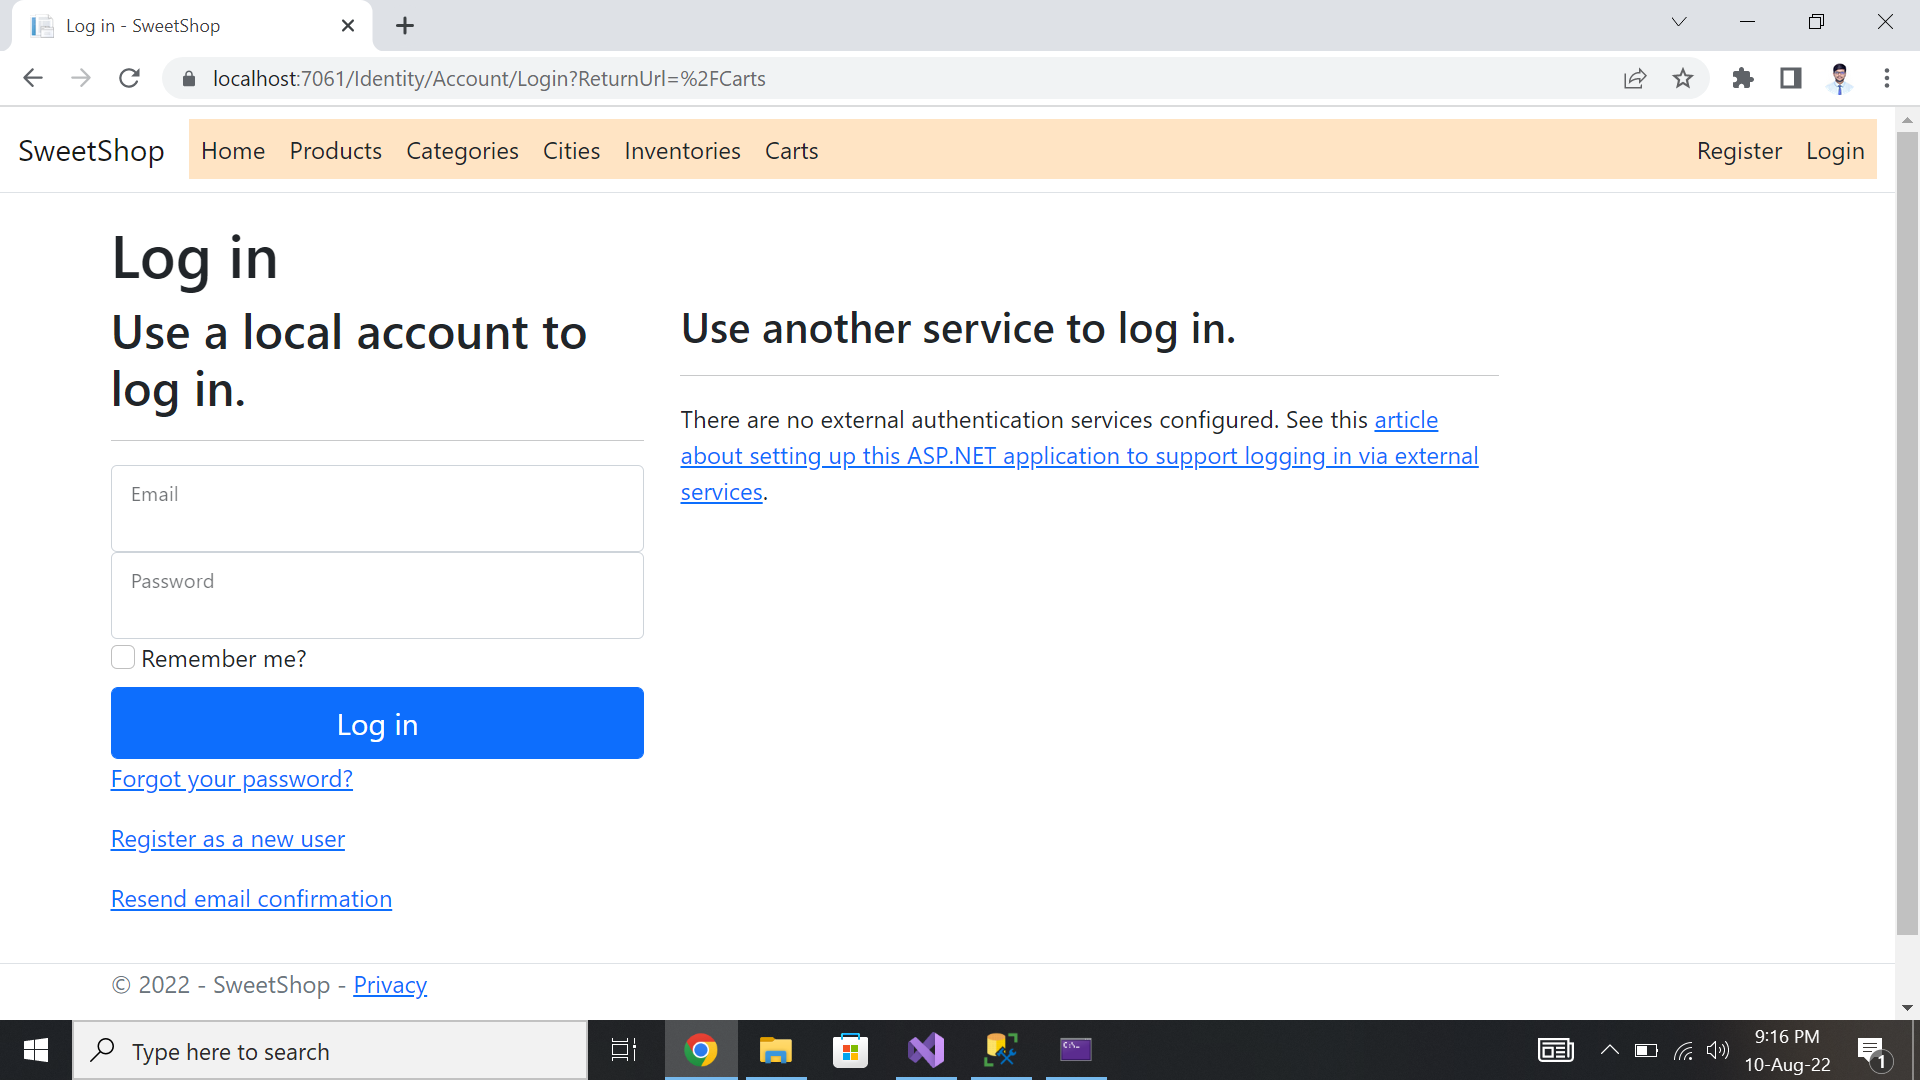 Log in - SweetShop
localhost:7061/Identity/Account/Login?ReturnUrl=%2FCarts
SweetShop Home Products Categories Cities Inventories Carts Register Login
Log in
Use a local account to
log in.
Email
Password
Remember me?
Log in
Forgot your password?
Register as a new user
Resend email confirmation
Use another service to log in.
There are no external authentication services configured. See this article
about setting up this ASP.NET application to support logging in via external
services.
© 2022 - SweetShop - Privacy
Type here to search
C:\_
9:16 PM
10-Aug-22
1